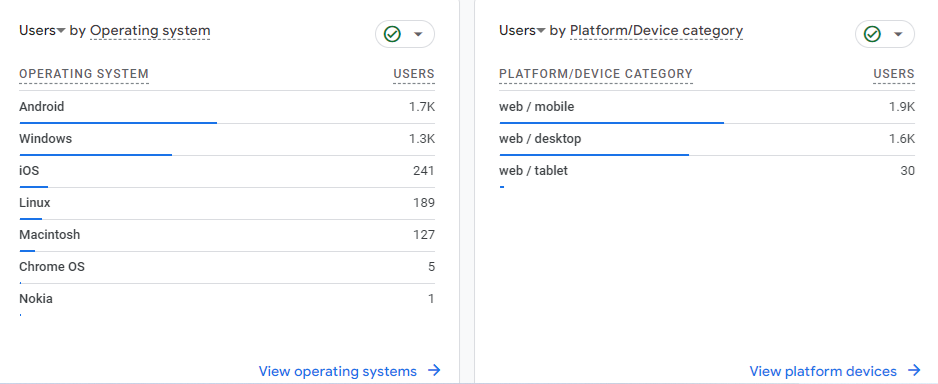 Users by Operating system
OPERATING SYSTEM USERS
Android 1.7K
Windows 1.3K
iOS 241
Linux 189
Macintosh 127
Chrome OS 5
Nokia 1
View operating systems
Users by Platform/Device category
PLATFORM/DEVICE CATEGORY USERS
web / mobile 1.9K
web / desktop 1.6K
web / tablet 30
View platform devices